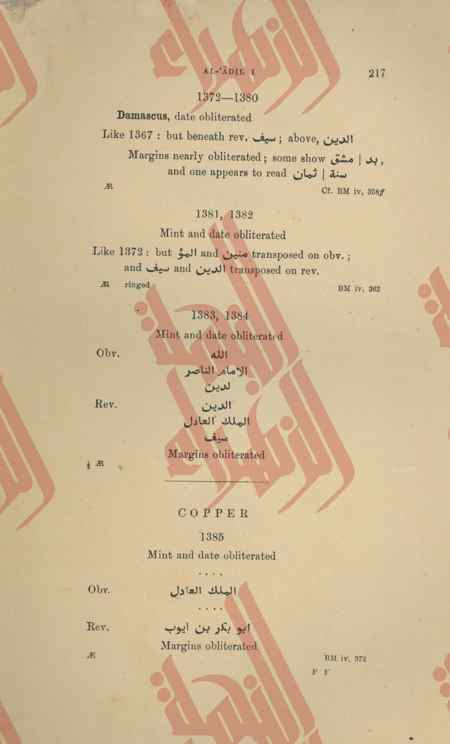 AL-'ĀDIL I 217
1372—1380
Damascus, date obliterated
Like 1367 : but beneath rev. سيف ; above, الدين
Margins nearly obliterated ; some show بد | مشق ,
and one appears to read سنة | ثمان
Æ Cf. BM iv, 358ff
1381, 1382
Mint and date obliterated
Like 1372 : but المؤ and منين transposed on obv. ;
and سيف and الدين transposed on rev.
Æ ringed BM iv, 362
1383, 1384
Mint and date obliterated
Obv. الله
الامام الناصر
لدين
Rev. الدين
الملك العادل
سيف
Margins obliterated
Æ
COPPER
1385
Mint and date obliterated
. . . .
Obv. الملك العادل
. . . .
Rev. ابو بكر بن ايوب
Margins obliterated
Æ BM iv, 372
F F